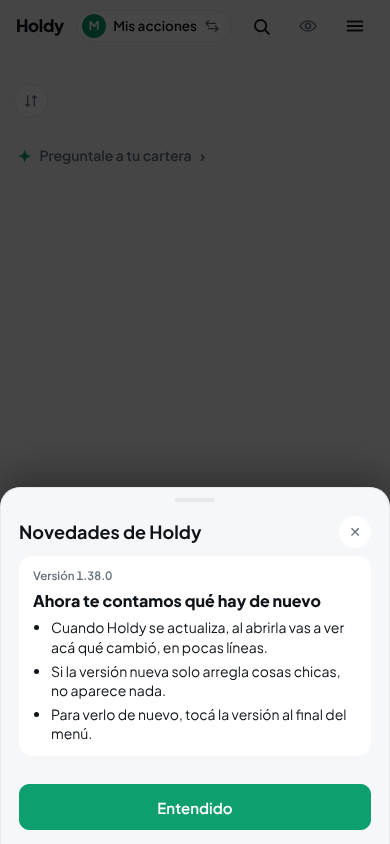 Holdy
M Mis acciones
Preguntale a tu cartera ›
Novedades de Holdy
Versión 1.38.0
Ahora te contamos qué hay de nuevo
• Cuando Holdy se actualiza, al abrirla vas a ver
acá qué cambió, en pocas líneas.
• Si la versión nueva solo arregla cosas chicas,
no aparece nada.
• Para verlo de nuevo, tocá la versión al final del
menú.
Entendido